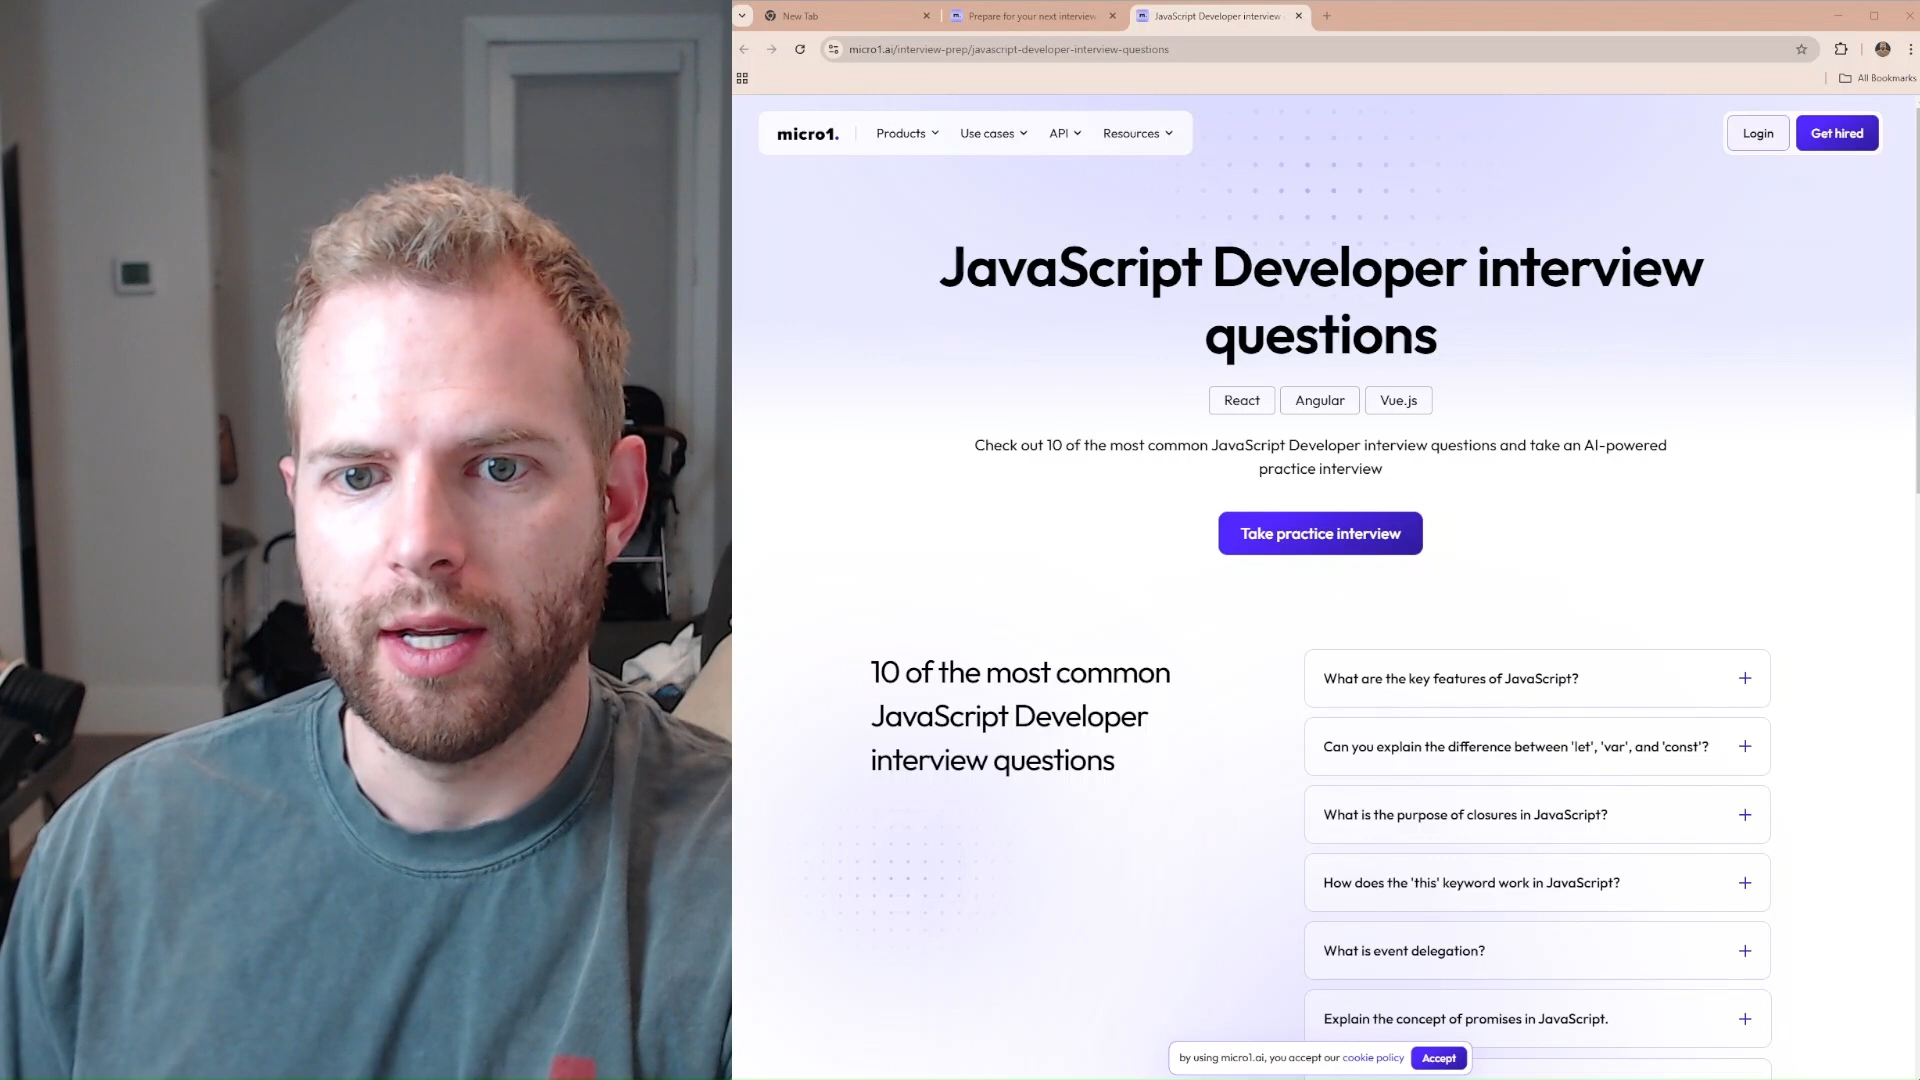 New Tab
Prepare for your next interview
JavaScript Developer interview
micro1.ai/interview-prep/javascript-developer-interview-questions
All Bookmarks
micro1.
Products
Use cases
API
Resources
Login
Get hired
JavaScript Developer interview
questions
React
Angular
Vue.js
Check out 10 of the most common JavaScript Developer interview questions and take an AI-powered
practice interview
Take practice interview
10 of the most common
JavaScript Developer
interview questions
What are the key features of JavaScript?
Can you explain the difference between 'let', 'var', and 'const'?
What is the purpose of closures in JavaScript?
How does the 'this' keyword work in JavaScript?
What is event delegation?
Explain the concept of promises in JavaScript.
by using micro1.ai, you accept our cookie policy
Accept